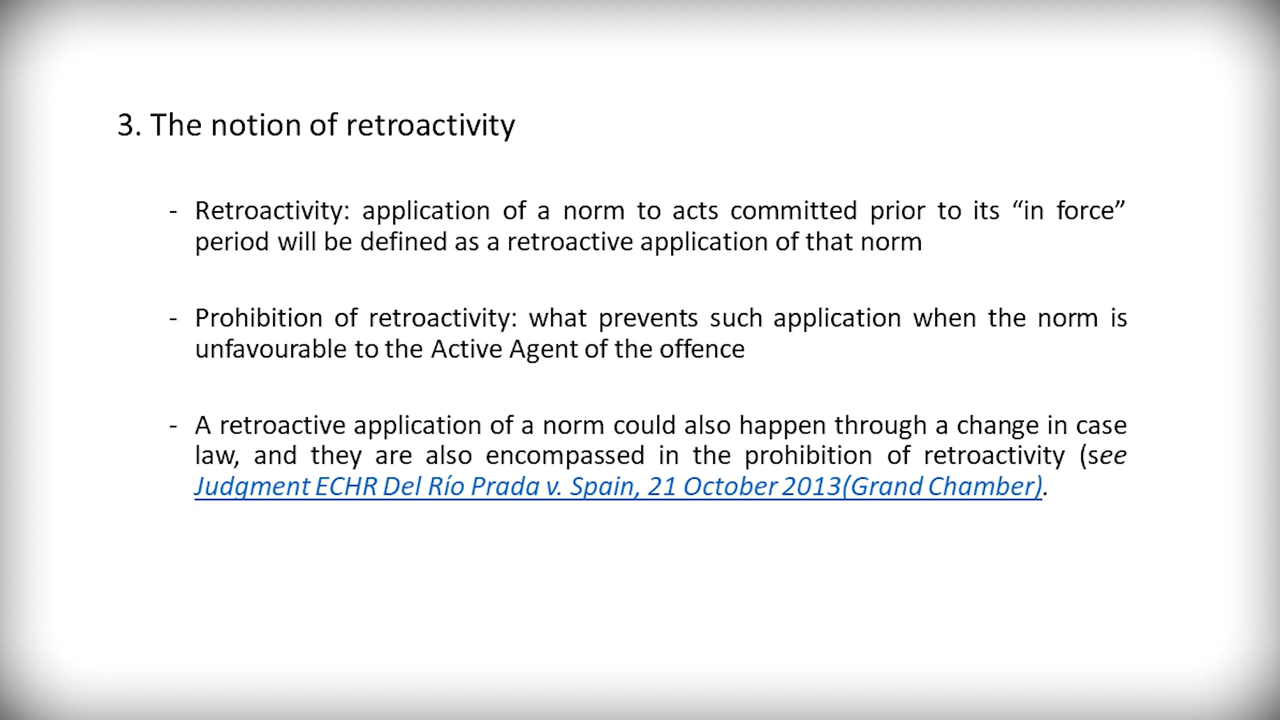 3. The notion of retroactivity
- Retroactivity: application of a norm to acts committed prior to its “in force”
period will be defined as a retroactive application of that norm
- Prohibition of retroactivity: what prevents such application when the norm is
unfavourable to the Active Agent of the offence
- A retroactive application of a norm could also happen through a change in case
law, and they are also encompassed in the prohibition of retroactivity (see
Judgment ECHR Del Río Prada v. Spain, 21 October 2013(Grand Chamber).